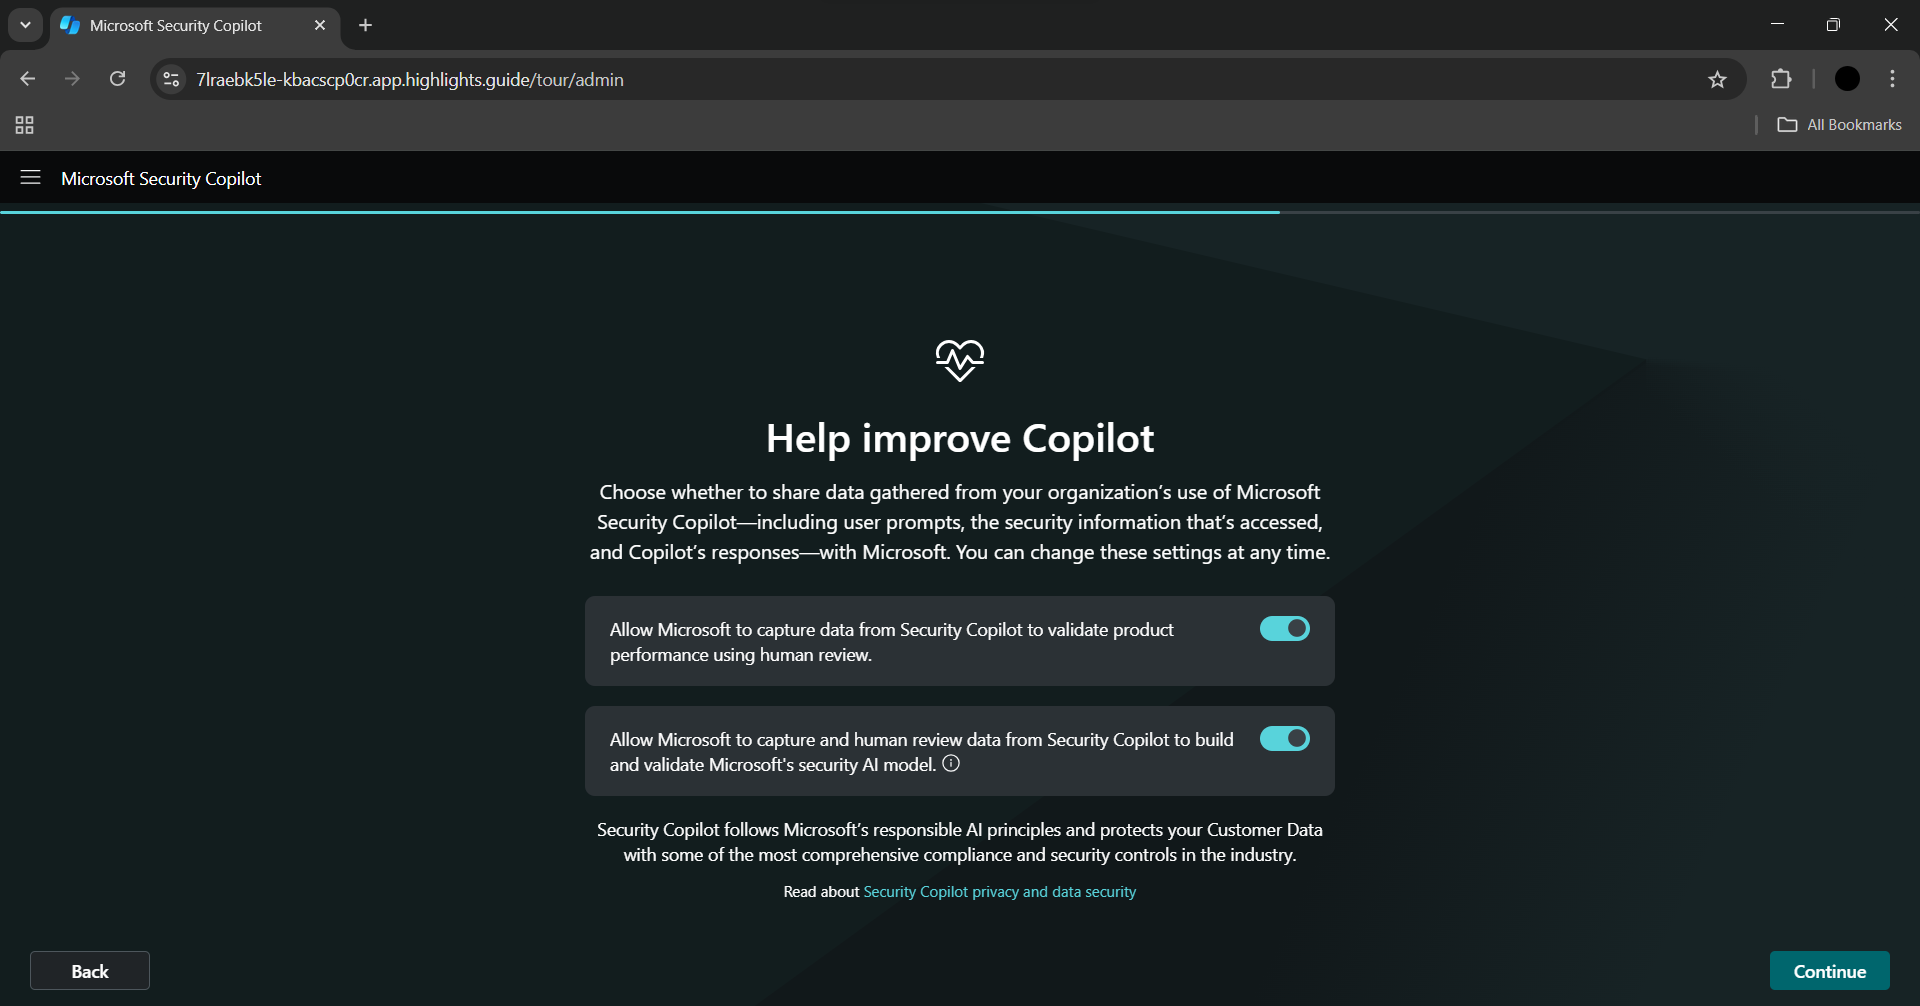 Microsoft Security Copilot
7lraebk5le-kbacscp0cr.app.highlights.guide/tour/admin
All Bookmarks
Microsoft Security Copilot
Help improve Copilot
Choose whether to share data gathered from your organization's use of Microsoft
Security Copilot—including user prompts, the security information that's accessed,
and Copilot's responses—with Microsoft. You can change these settings at any time.
Allow Microsoft to capture data from Security Copilot to validate product
performance using human review.
Allow Microsoft to capture and human review data from Security Copilot to build
and validate Microsoft's security AI model.
Security Copilot follows Microsoft's responsible AI principles and protects your Customer Data
with some of the most comprehensive compliance and security controls in the industry.
Read about Security Copilot privacy and data security
Back
Continue